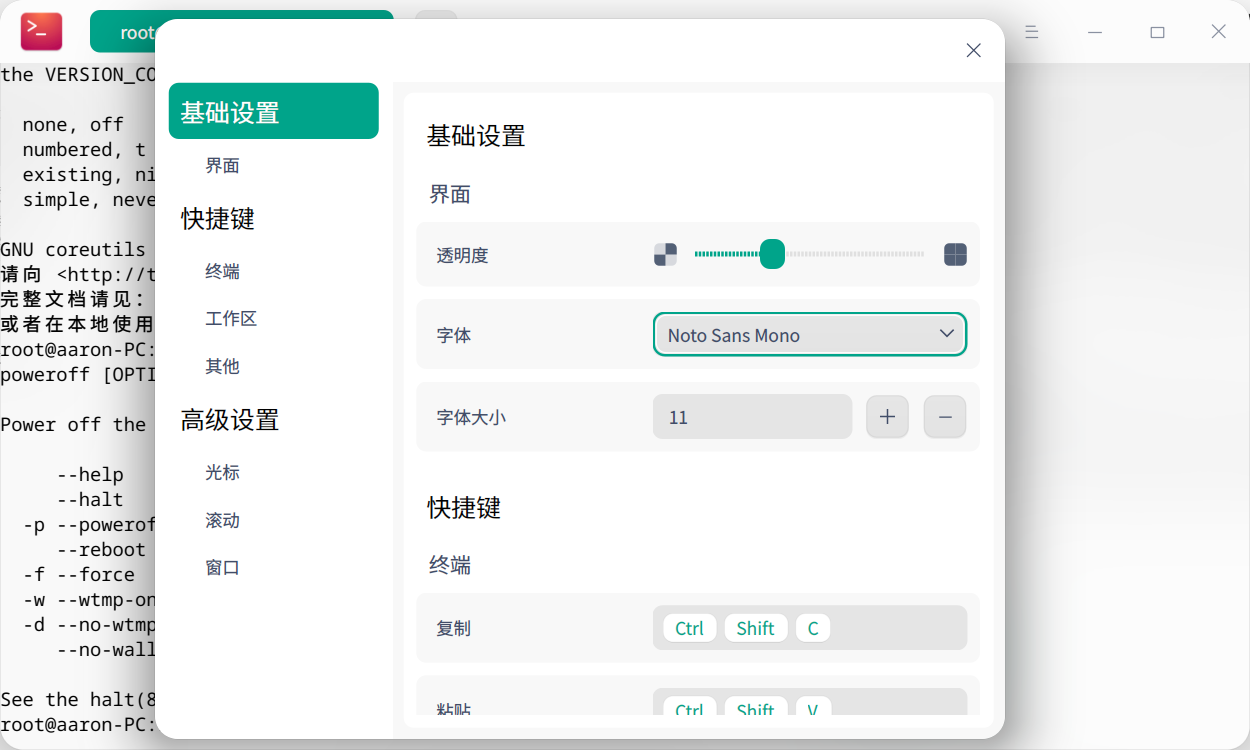 root
the VERSION_CO
none, off
numbered, t
existing, ni
simple, neve
GNU coreutils
请向 <http://t
完整文档请见：
或者在本地使用
root@aaron-PC:
poweroff [OPTI
Power off the
--help
--halt
-p --powerof
--reboot
-f --force
-w --wtmp-on
-d --no-wtmp
--no-wall
See the halt(8
root@aaron-PC:
基础设置
界面
快捷键
终端
工作区
其他
高级设置
光标
滚动
窗口
基础设置
界面
透明度
字体 Noto Sans Mono
字体大小 11
快捷键
终端
复制 Ctrl Shift C
粘贴 Ctrl Shift V